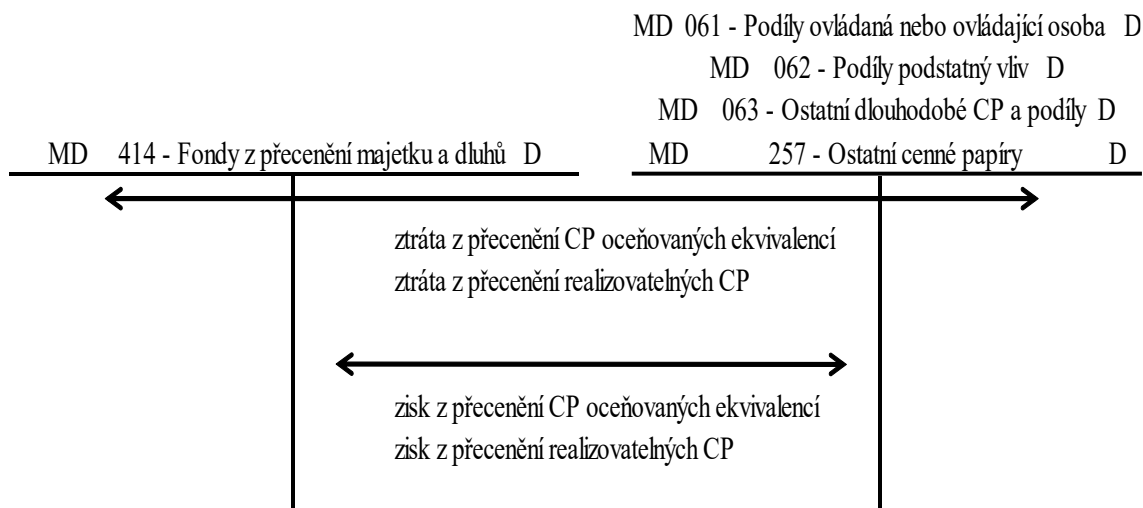 MD 061 - Podíly ovládaná nebo ovládající osoba D
MD 062 - Podíly podstatný vliv D
MD 063 - Ostatní dlouhodobé CP a podíly D
MD 414 - Fondy z přecenění majetku a dluhů D
MD 257 - Ostatní cenné papíry D
ztráta z přecenění CP oceňovaných ekvivalencí
ztráta z přecenění realizovatelných CP
zisk z přecenění CP oceňovaných ekvivalencí
zisk z přecenění realizovatelných CP